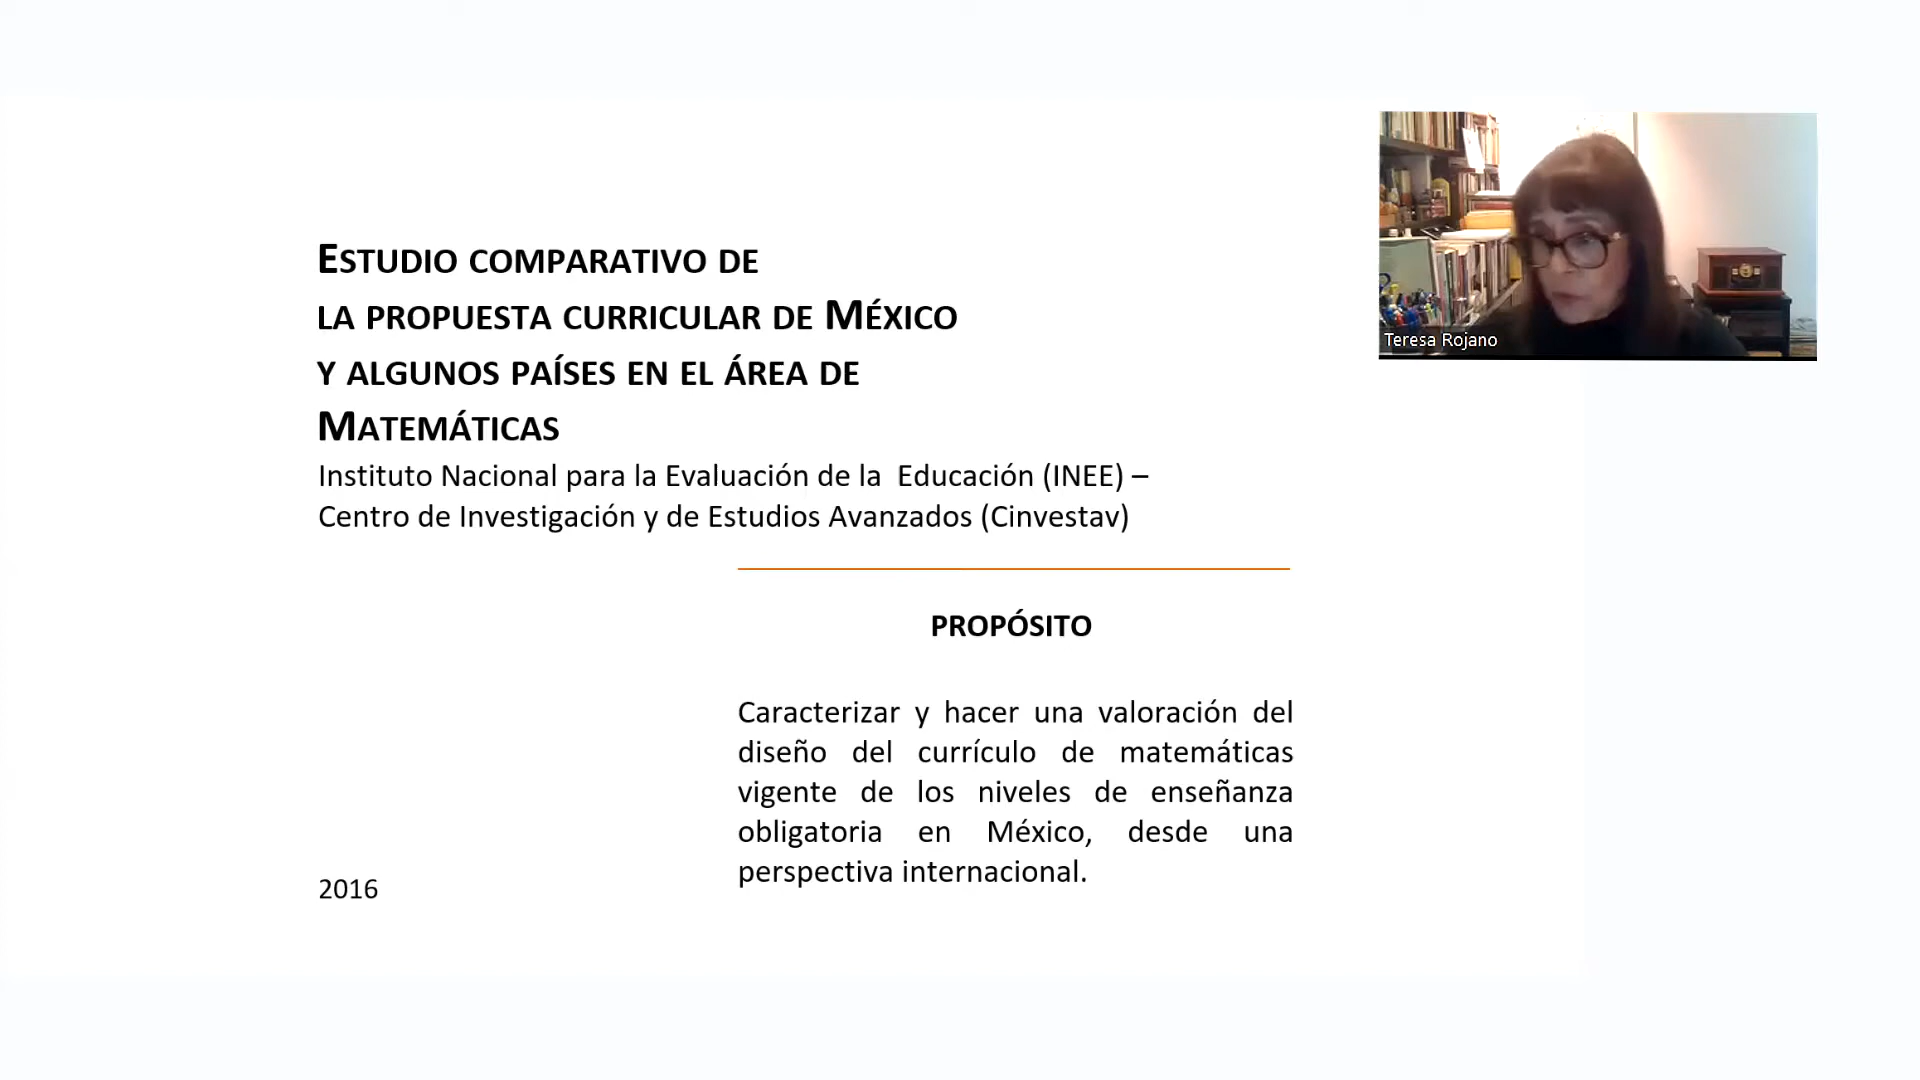 ESTUDIO COMPARATIVO DE
LA PROPUESTA CURRICULAR DE MÉXICO
Y ALGUNOS PAÍSES EN EL ÁREA DE
MATEMÁTICAS
Instituto Nacional para la Evaluación de la Educación (INEE) –
Centro de Investigación y de Estudios Avanzados (Cinvestav)
PROPÓSITO
Caracterizar y hacer una valoración del
diseño del currículo de matemáticas
vigente de los niveles de enseñanza
obligatoria en México, desde una
perspectiva internacional.
2016
Teresa Rojano